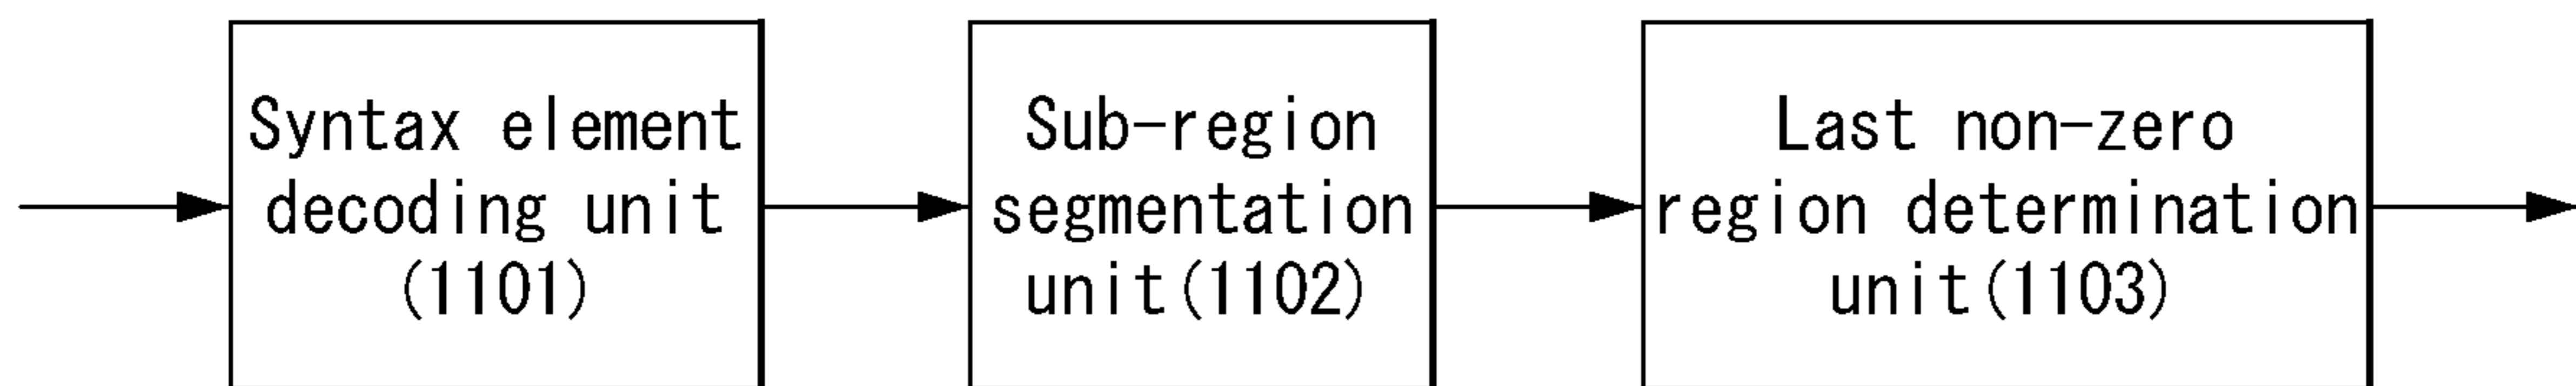 Syntax element
decoding unit
(1101)
Sub-region
segmentation
unit(1102)
Last non-zero
region determination
unit(1103)